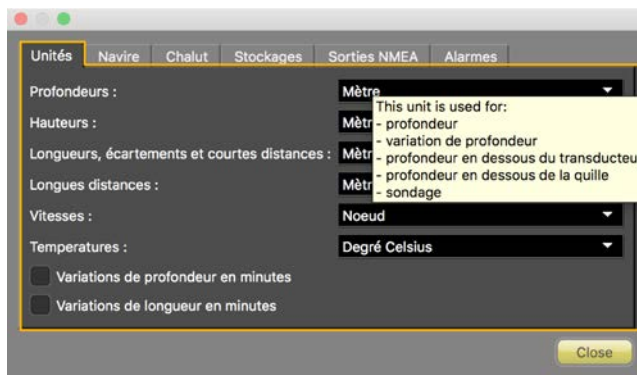 Unités Navire Chalut Stockages Sorties NMEA Alarmes
Profondeurs : Mètre
This unit is used for:
- profondeur
- variation de profondeur
- profondeur en dessous du transducteu
- profondeur en dessous de la quille
- sondage
Hauteurs : Mètr
Longueurs, écartements et courtes distances : Mètr
Longues distances : Mètr
Vitesses : Noeud
Temperatures : Degré Celsius
Variations de profondeur en minutes
Variations de longueur en minutes
Close